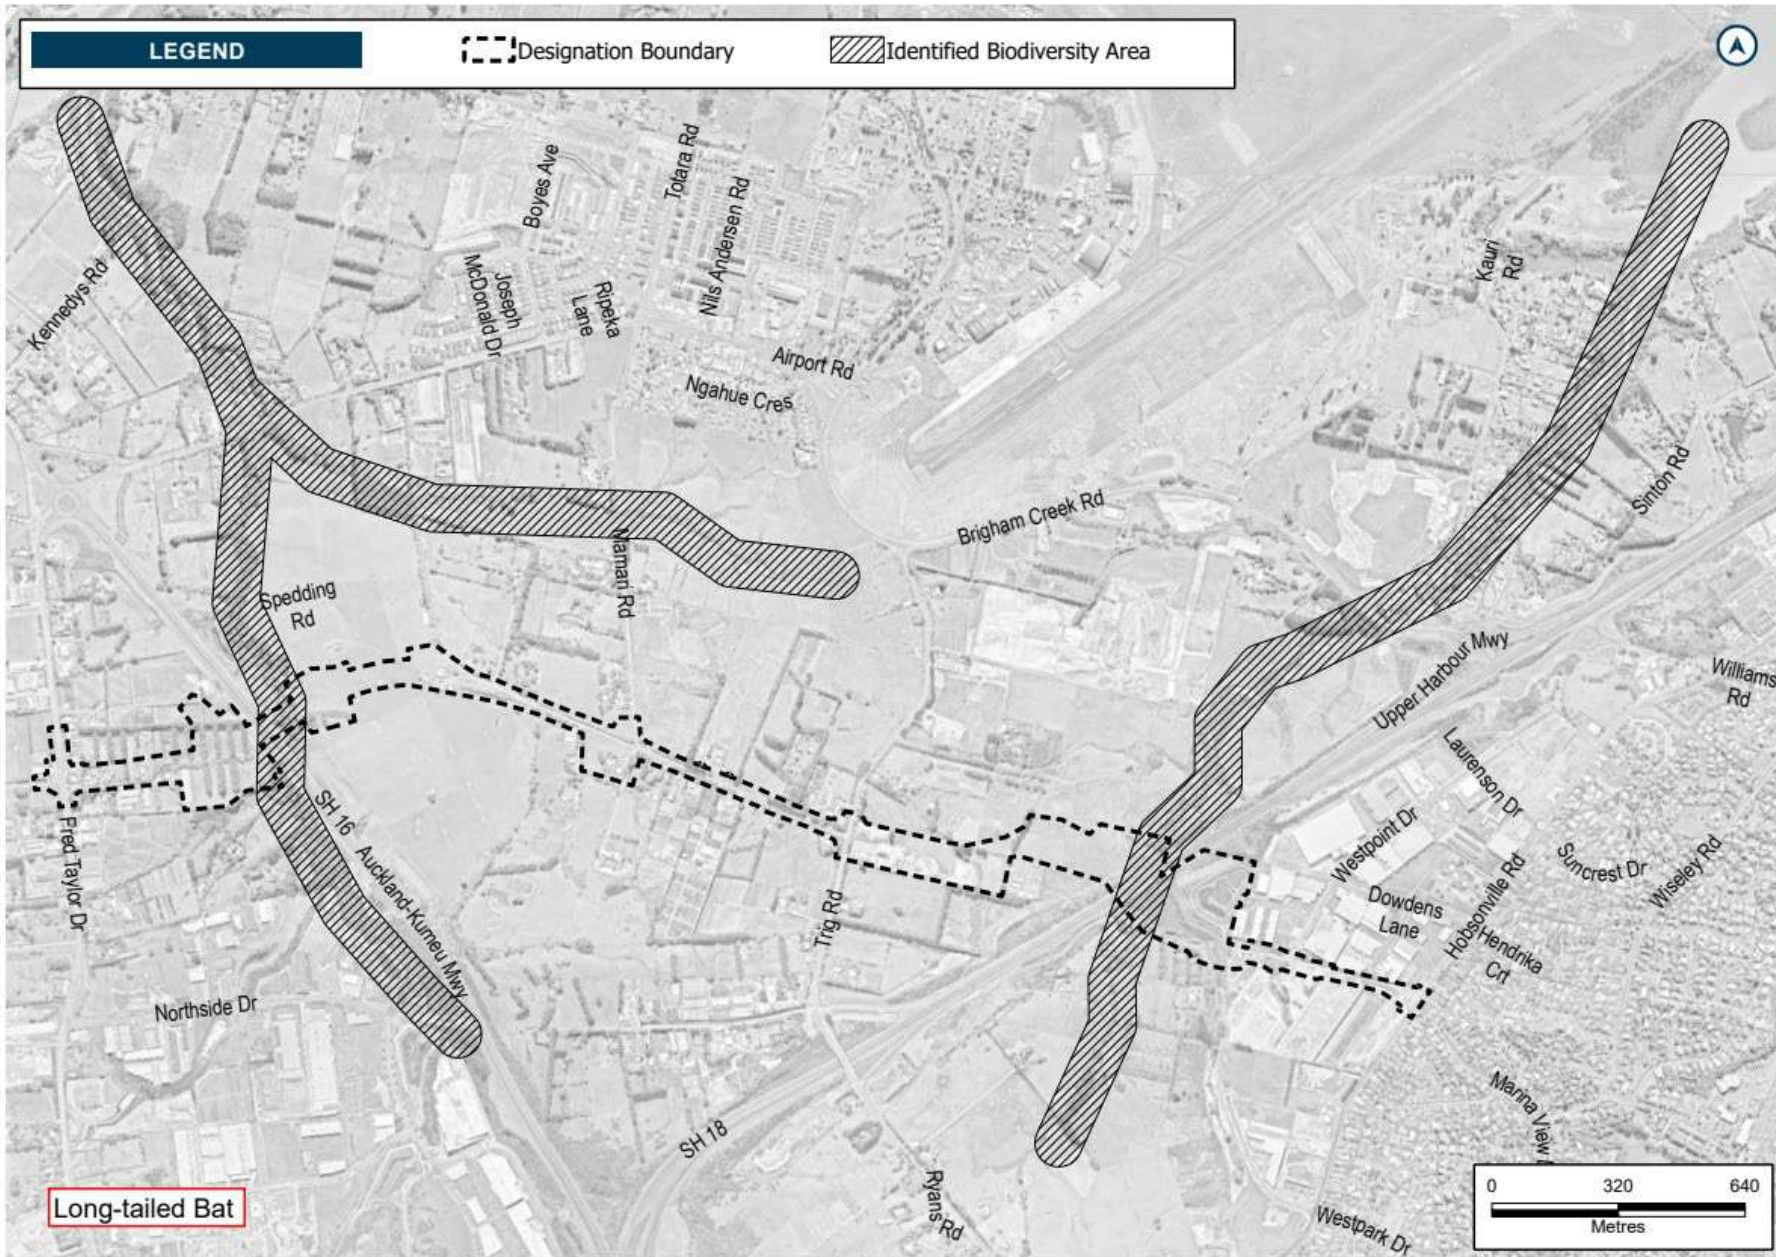 LEGEND
Designation Boundary
Identified Biodiversity Area
Boyes Ave
Totara Rd
Nils Andersen Rd
Kennedys Rd
Joseph
McDonald Dr
Ripeka
Lane
Kauri
Rd
Airport Rd
Ngahue Cres
Sinton Rd
Brigham Creek Rd
Mamari Rd
Spedding
Rd
Upper Harbour Mwy
Williams
Rd
Laurenson Dr
SH 16
Auckland-Kumeu Mwy
Fred Taylor Dr
Westpoint Dr
Suncrest Dr
Wiseley Rd
Dowdens
Lane
Hobsonville Rd
Hendrika
Crt
Trig Rd
Northside Dr
Marina View
SH 18
Ryans Rd
Westpark Dr
Long-tailed Bat
0 320 640
Metres